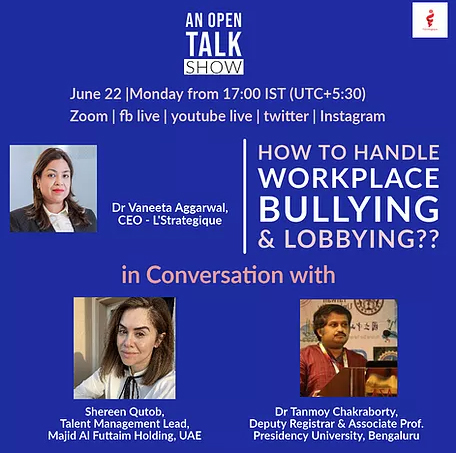 AN OPEN
TALK
SHOW
June 22 |Monday from 17:00 IST (UTC+5:30)
Zoom | fb live | youtube live | twitter | Instagram
HOW TO HANDLE
WORKPLACE
BULLYING
& LOBBYING??
Dr Vaneeta Aggarwal,
CEO - L'Strategique
in Conversation with
Shereen Qutob,
Talent Management Lead,
Majid Al Futtaim Holding, UAE
Dr Tanmoy Chakraborty,
Deputy Registrar & Associate Prof.
Presidency University, Bengaluru